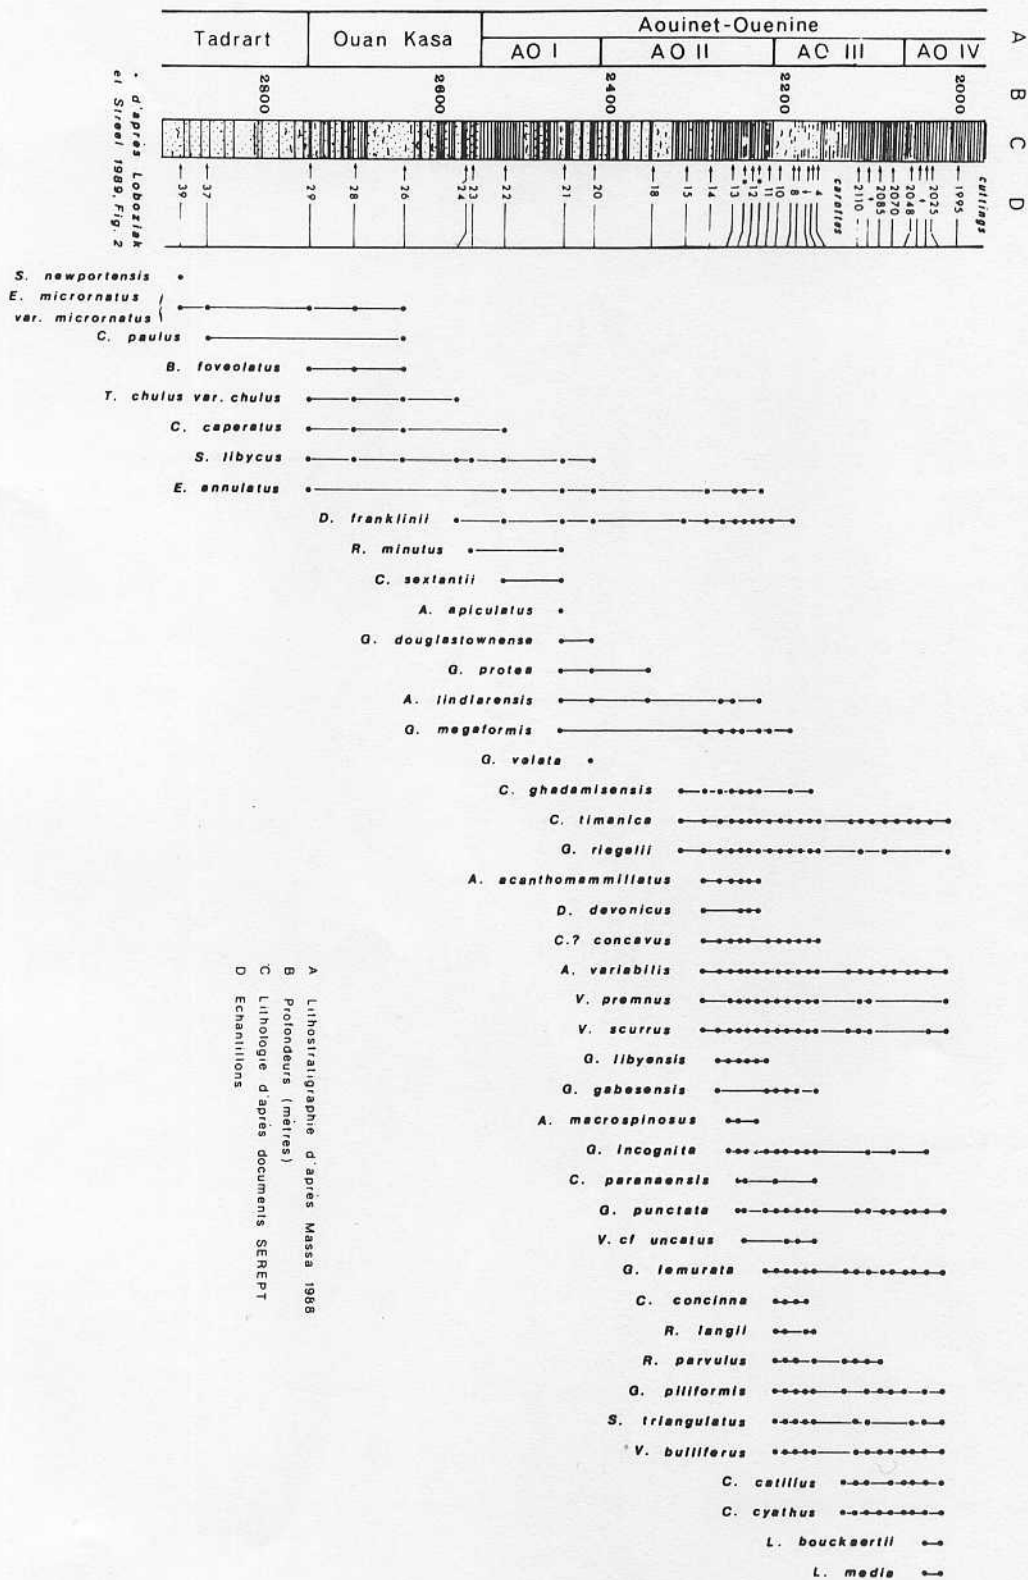 Aouinet-Ouenine
Tadrart
Ouan Kasa
AO I
AO II
AO III
AO IV
A
B
C
D
2800
2600
2400
2200
2000
cuttings
carottes
39
37
29
28
26
24
23
22
21
20
18
15
14
13
12
11
10
8
4
2110
2085
2070
2048
2025
1995
* d'après Loboziak
et Streel 1989, Fig. 2
S. newportensis
E. micrornatus
var. micrornatus
C. paulus
B. foveolatus
T. chulus var. chulus
C. caperatus
S. libycus
E. annulatus
D. franklinii
R. minutus
C. sextantii
A. apiculatus
G. douglastownense
G. protea
A. lindlarensis
G. megaformis
G. velata
C. ghadamisensis
C. timanica
G. riegelii
A. acanthomammillatus
D. devonicus
C.? concavus
A. variabilis
V. premnus
V. scurrus
G. libyensis
G. gabesensis
A. macrospinosus
G. incognita
C. paranaensis
G. punctata
V. cf uncatus
G. lemurata
C. concinna
R. langii
R. parvulus
G. piliformis
S. triangulatus
V. bulliferus
C. catillus
C. cyathus
L. bouckaertii
L. media
A Lithostratigraphie d'après Massa 1988
B Profondeurs (mètres)
C Lithologie d'après documents SEREPT
D Echantillons